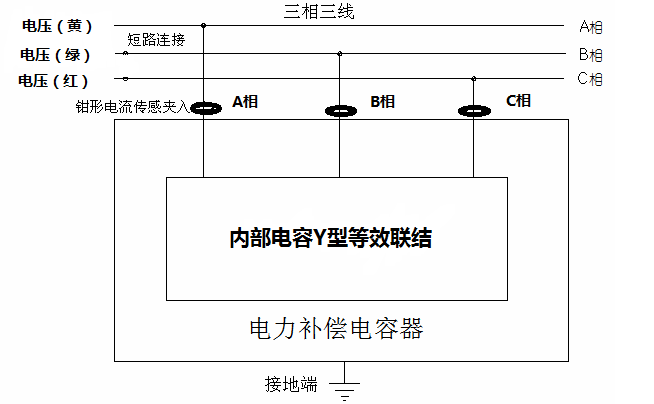 三相三线
电压（黄）
A相
短路连接
电压（绿）
B相
电压（红）
C相
钳形电流传感夹入
A相
B相
C相
内部电容Y型等效联结
电力补偿电容器
接地端